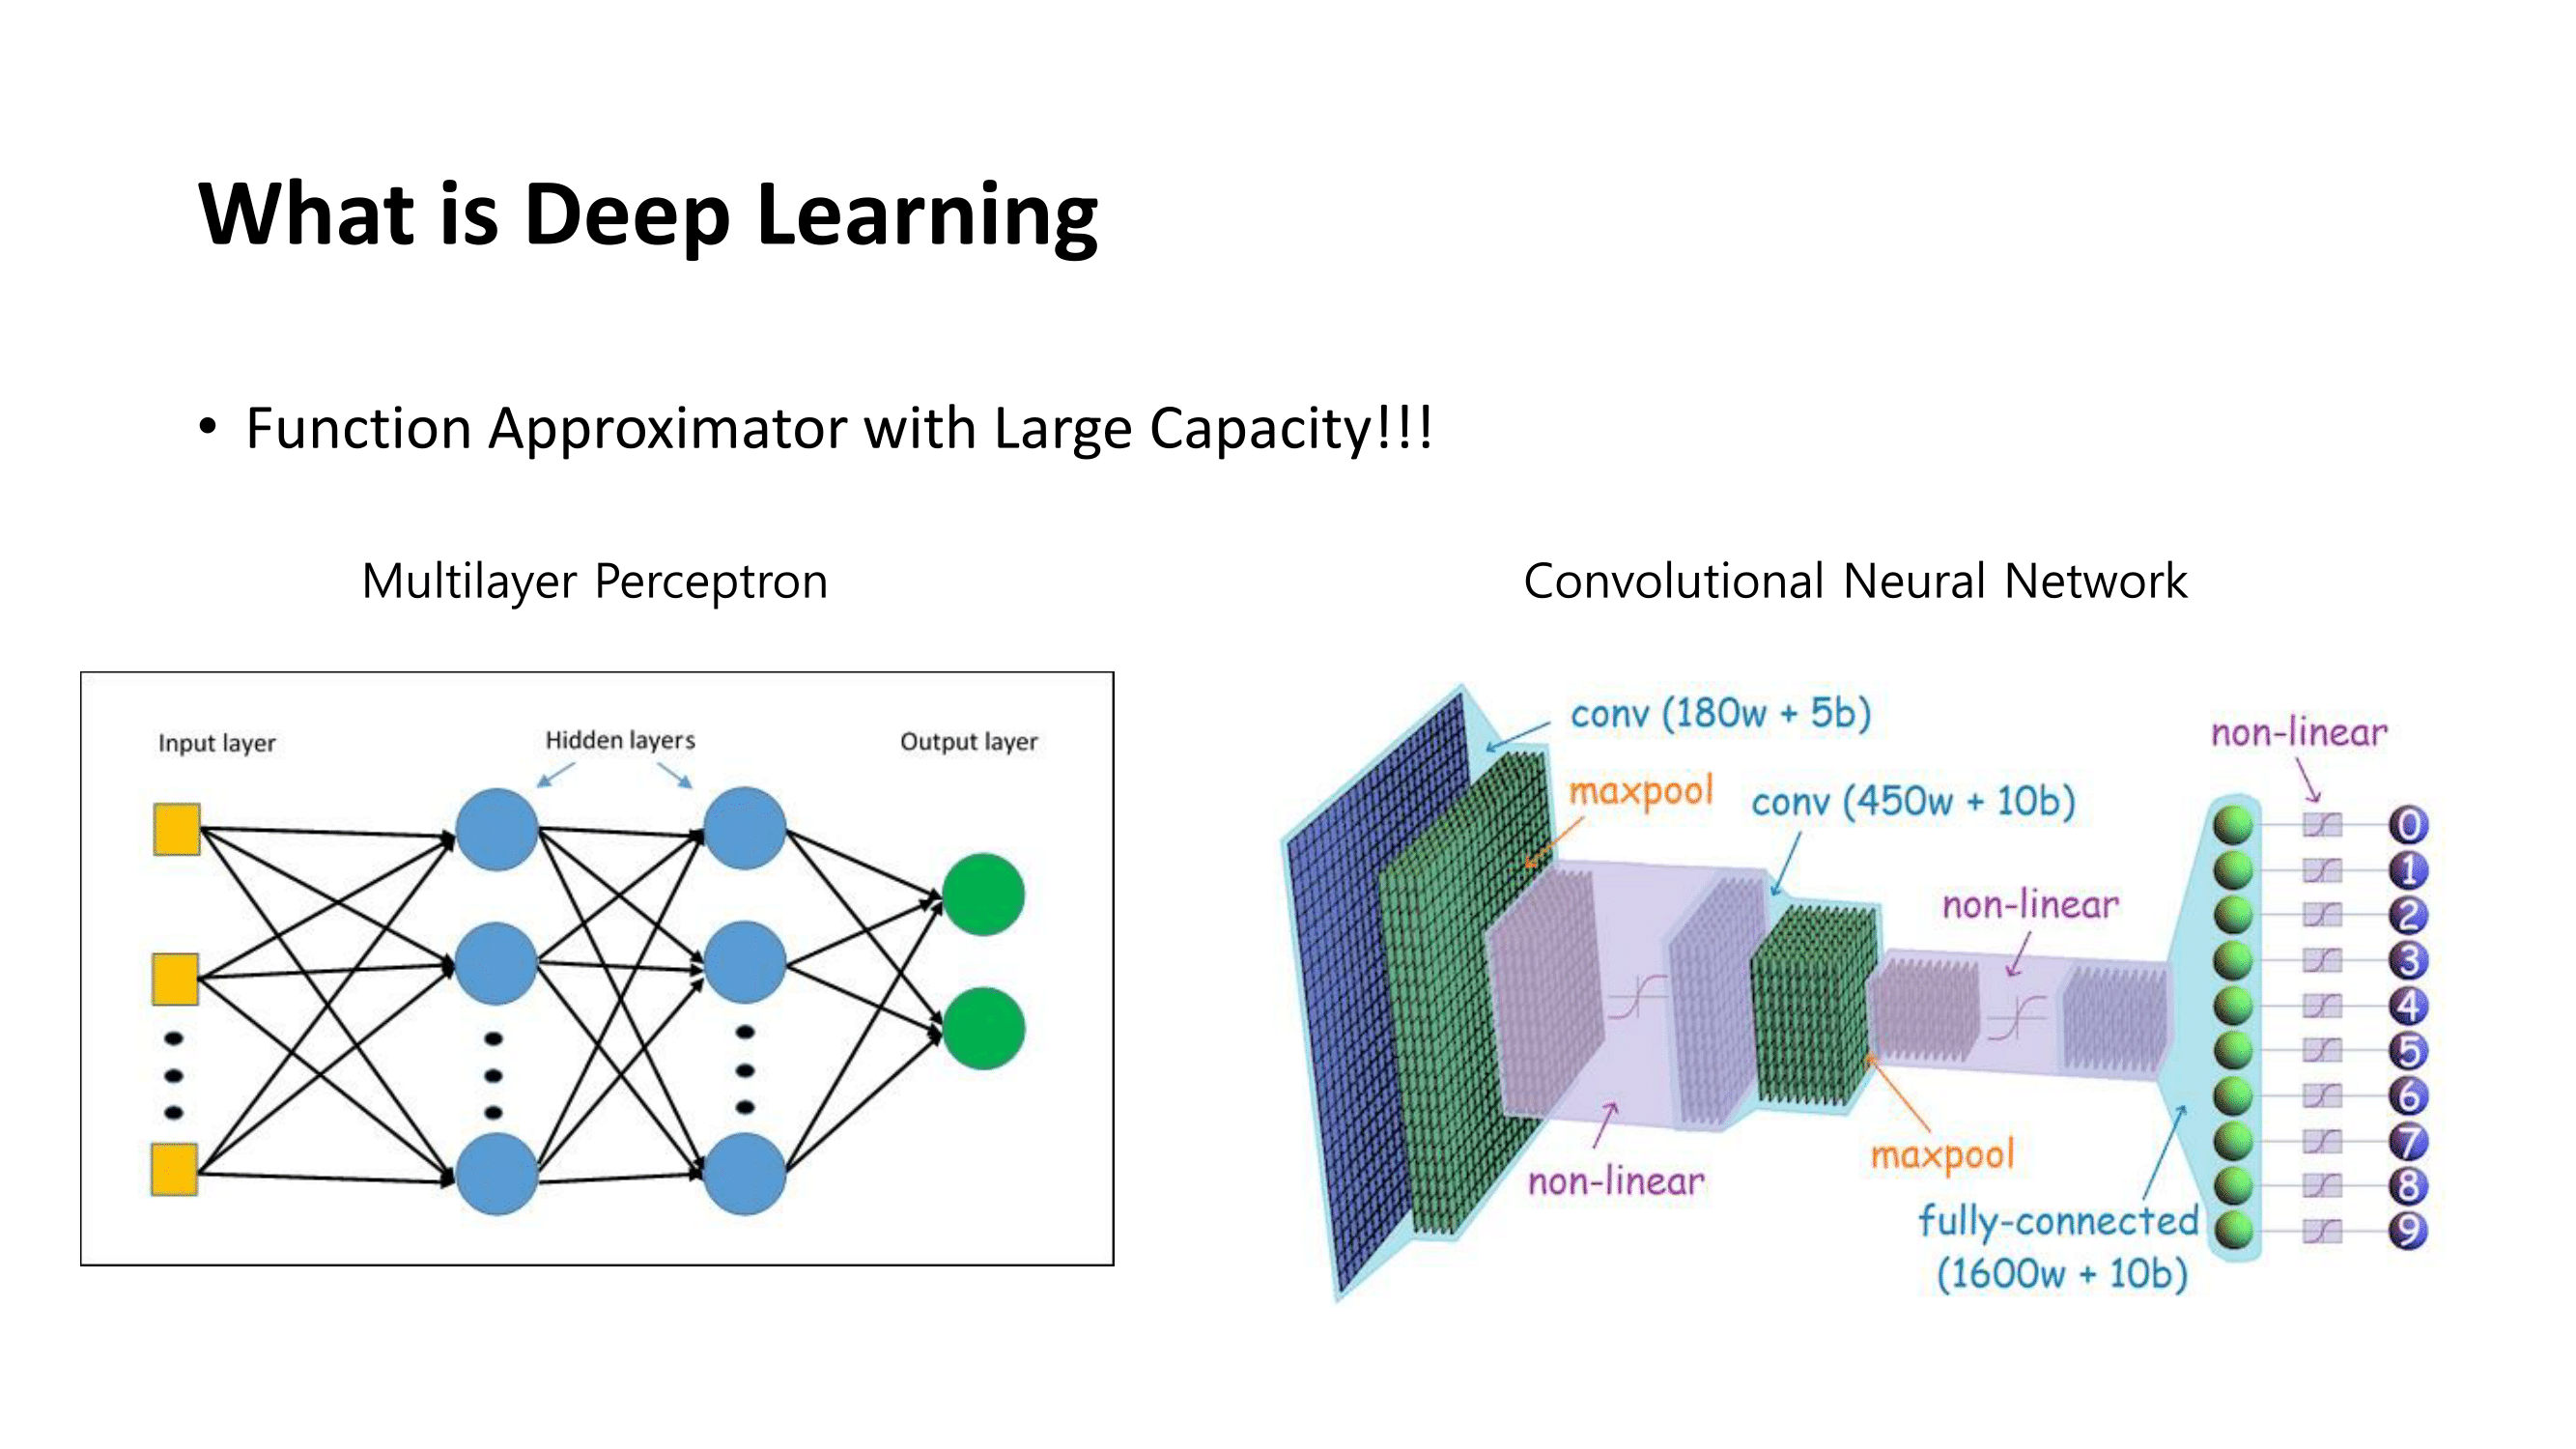 What is Deep Learning
• Function Approximator with Large Capacity!!!
Multilayer Perceptron
Input layer
Hidden layers
Output layer
Convolutional Neural Network
conv (180w + 5b)
maxpool
conv (450w + 10b)
non-linear
non-linear
non-linear
maxpool
fully-connected
(1600w + 10b)
0
1
2
3
4
5
6
7
8
9